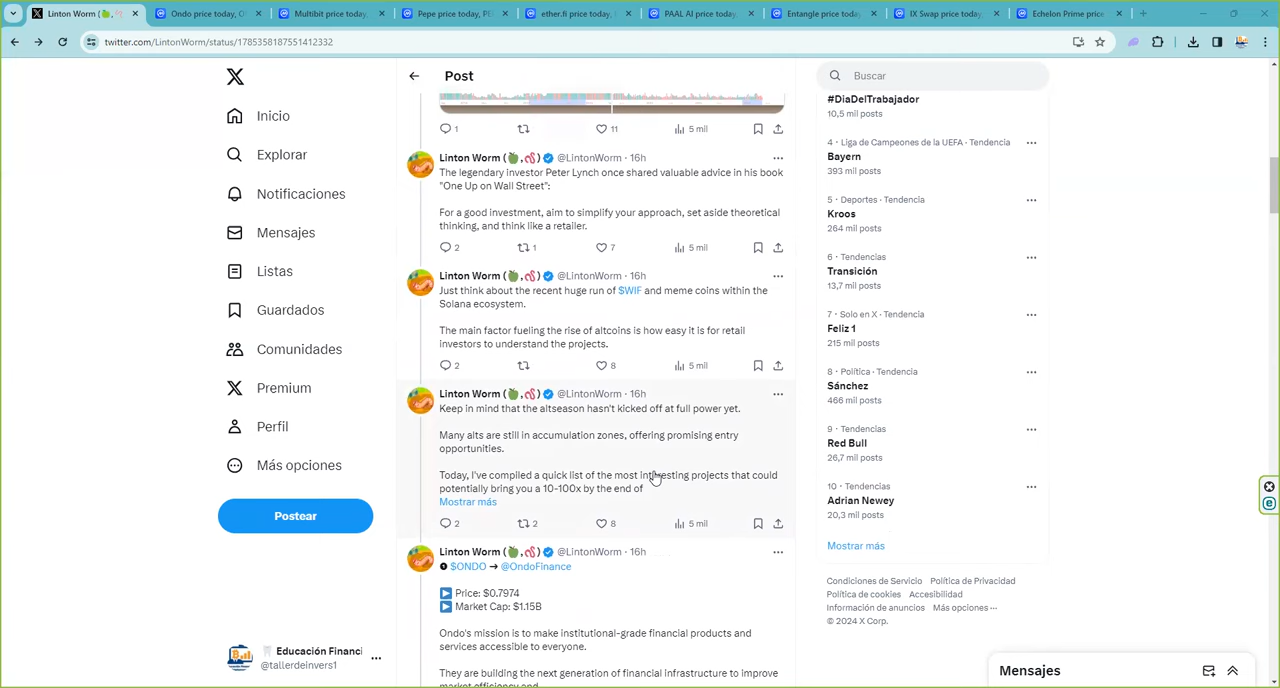 Linton Worm (
Ondo price today, O
Multibit price today,
Pepe price today, PE
ether.fi price today,
PAAL AI price today,
Entangle price today
IX Swap price today,
Echelon Prime price
twitter.com/LintonWorm/status/1785358187551412332
Inicio
Explorar
Notificaciones
Mensajes
Listas
Guardados
Comunidades
Premium
Perfil
Más opciones
Postear
Educación Financi
@tallerdeinvers1
Post
1
11
5 mil
Linton Worm (🍏,🪱) @LintonWorm · 16h
The legendary investor Peter Lynch once shared valuable advice in his book
"One Up on Wall Street":
For a good investment, aim to simplify your approach, set aside theoretical
thinking, and think like a retailer.
2
1
7
5 mil
Linton Worm (🍏,🪱) @LintonWorm · 16h
Just think about the recent huge run of $WIF and meme coins within the
Solana ecosystem.
The main factor fueling the rise of altcoins is how easy it is for retail
investors to understand the projects.
2
8
5 mil
Linton Worm (🍏,🪱) @LintonWorm · 16h
Keep in mind that the altseason hasn't kicked off at full power yet.
Many alts are still in accumulation zones, offering promising entry
opportunities.
Today, I've compiled a quick list of the most interesting projects that could
potentially bring you a 10-100x by the end of
Mostrar más
2
2
8
5 mil
Linton Worm (🍏,🪱) @LintonWorm · 16h
❶ $ONDO → @OndoFinance
▶ Price: $0.7974
▶ Market Cap: $1.15B
Ondo's mission is to make institutional-grade financial products and
services accessible to everyone.
They are building the next generation of financial infrastructure to improve
market efficiency and
Buscar
#DiaDelTrabajador
10,5 mil posts
4 · Liga de Campeones de la UEFA · Tendencia
Bayern
393 mil posts
5 · Deportes · Tendencia
Kroos
264 mil posts
6 · Tendencias
Transición
13,7 mil posts
7 · Solo en X · Tendencia
Feliz 1
215 mil posts
8 · Política · Tendencia
Sánchez
466 mil posts
9 · Tendencias
Red Bull
26,7 mil posts
10 · Tendencias
Adrian Newey
20,3 mil posts
Mostrar más
Condiciones de Servicio Política de Privacidad
Política de cookies Accesibilidad
Información de anuncios Más opciones ···
© 2024 X Corp.
Mensajes